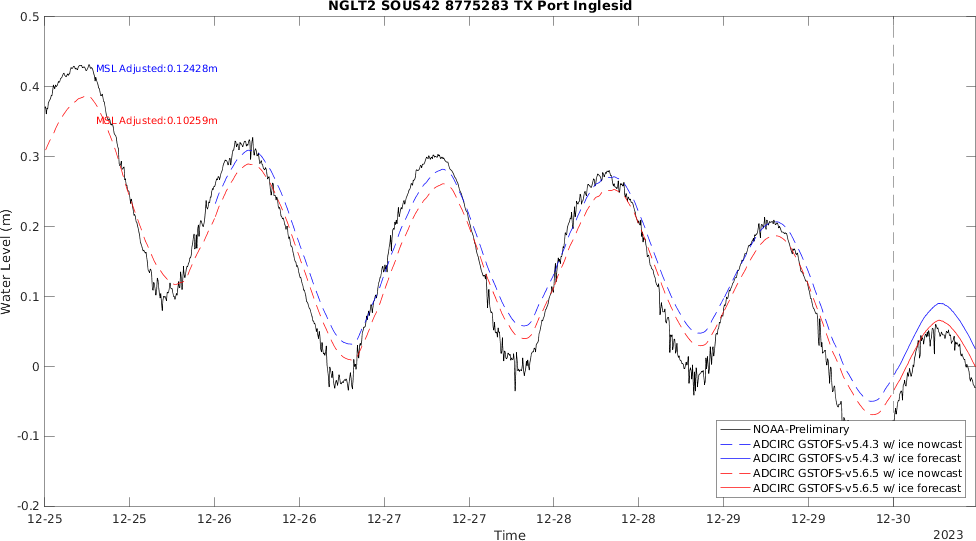 NGLT2 SOUS42 8775283 TX Port Inglesid
0.5
0.4
0.3
0.2
0.1
0
-0.1
-0.2
Water Level (m)
MSL Adjusted:0.12428m
MSL Adjusted:0.10259m
NOAA-Preliminary
ADCIRC GSTOFS-v5.4.3 w/ ice nowcast
ADCIRC GSTOFS-v5.4.3 w/ ice forecast
ADCIRC GSTOFS-v5.6.5 w/ ice nowcast
ADCIRC GSTOFS-v5.6.5 w/ ice forecast
12-25 12-25 12-26 12-26 12-27 12-27 12-28 12-28 12-29 12-29 12-30
Time
2023